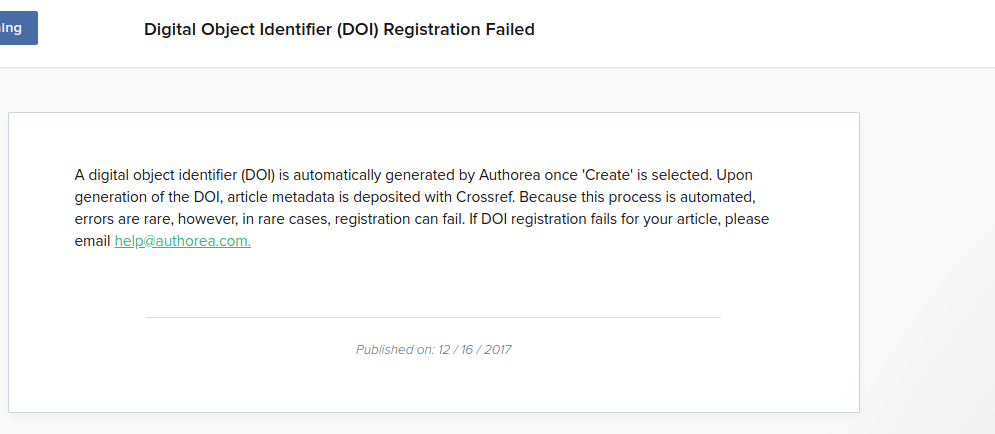 Digital Object Identifier (DOI) Registration Failed
A digital object identifier (DOI) is automatically generated by Authorea once 'Create' is selected. Upon
generation of the DOI, article metadata is deposited with Crossref. Because this process is automated,
errors are rare, however, in rare cases, registration can fail. If DOI registration fails for your article, please
email help@authorea.com.
Published on: 12 / 16 / 2017